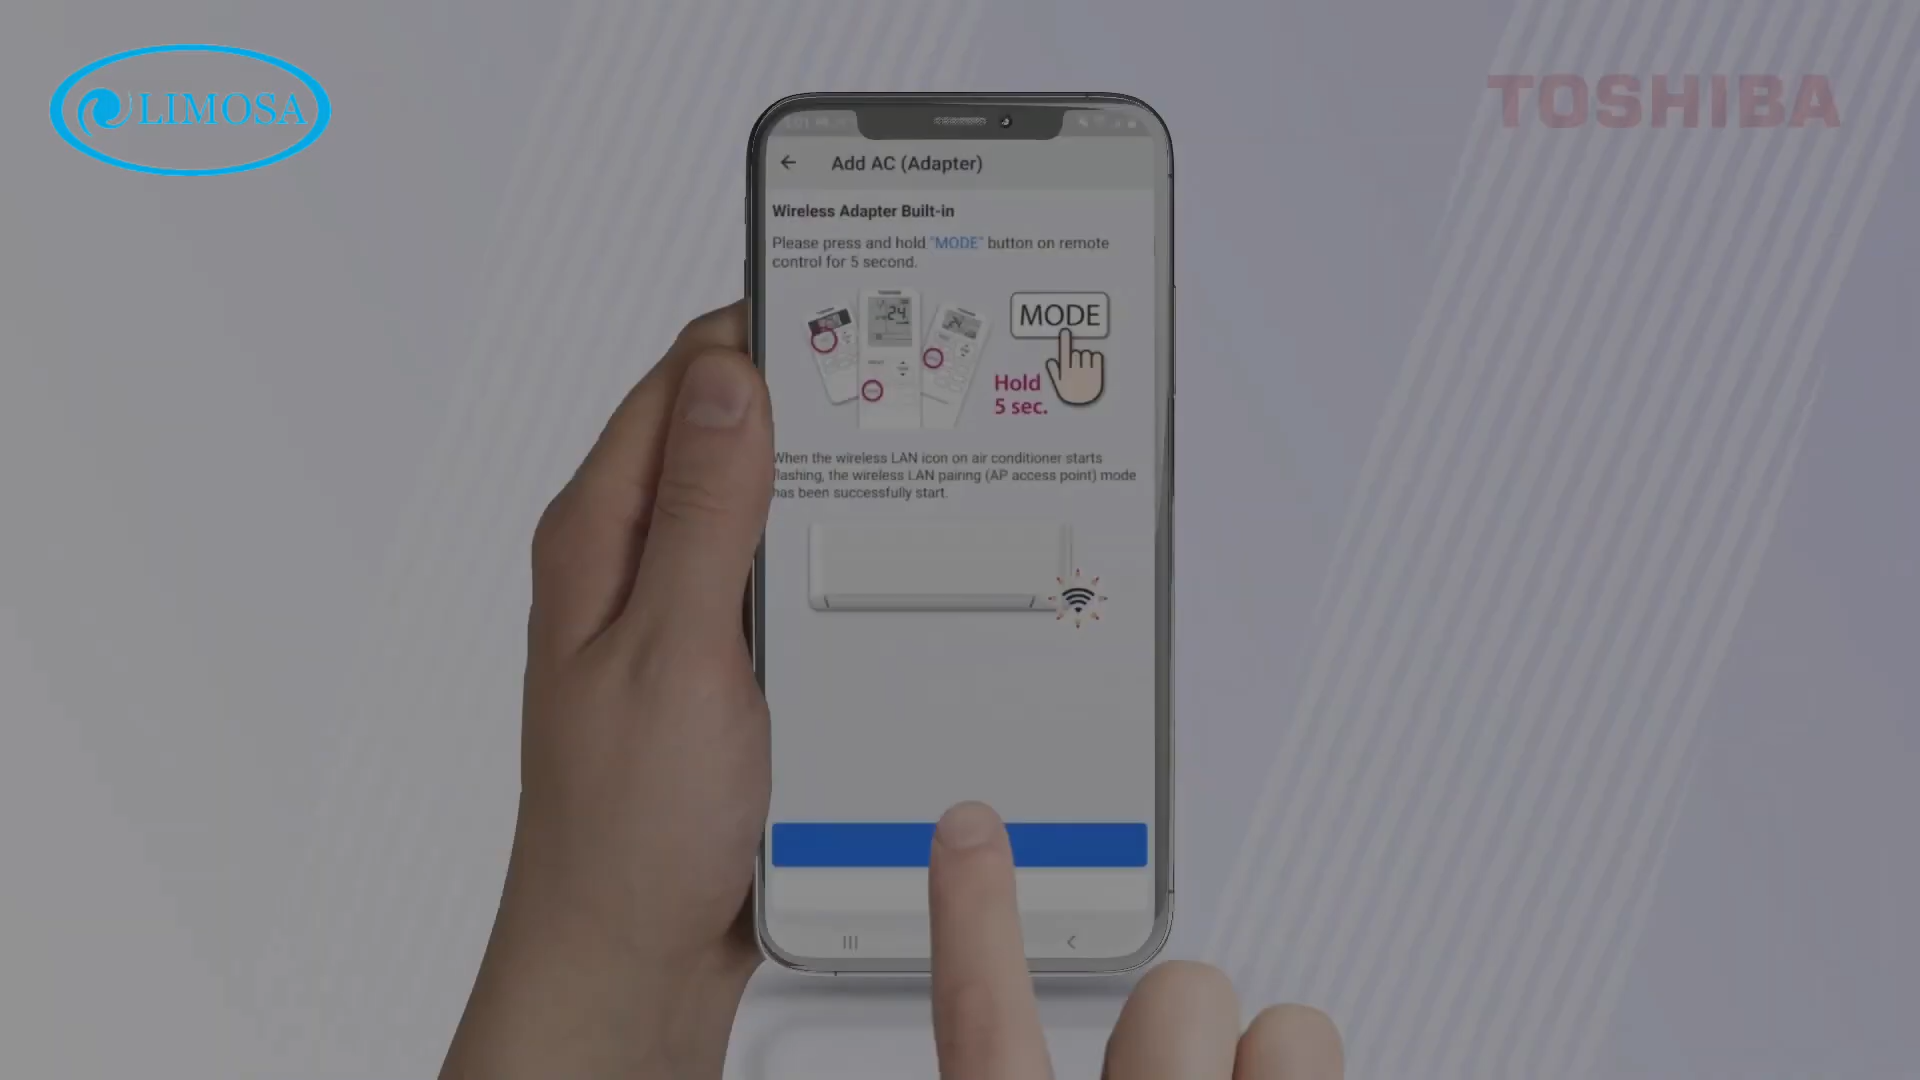 LIMOSA
TOSHIBA
Add AC (Adapter)
Wireless Adapter Built-in
Please press and hold "MODE" button on remote
control for 5 second.
MODE
Hold
5 sec.
When the wireless LAN icon on air conditioner starts
flashing, the wireless LAN pairing (AP access point) mode
has been successfully start.